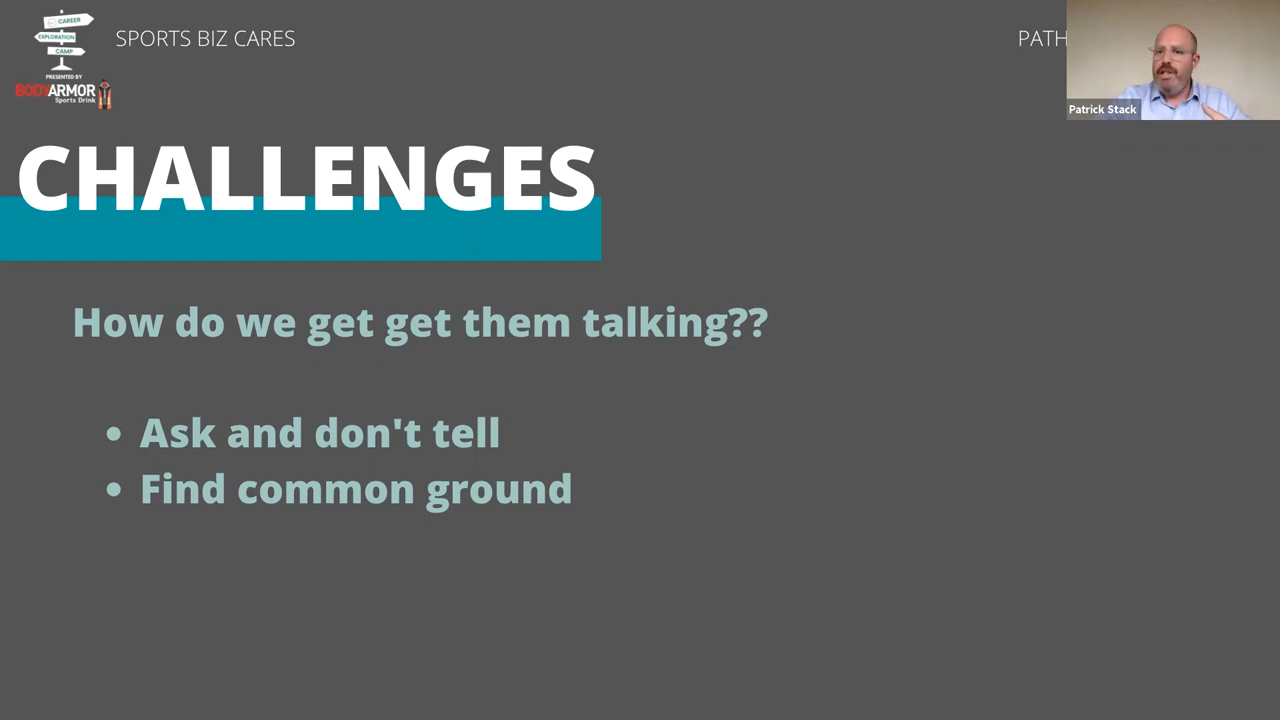 CAREER
EXPLORATION
CAMP
PRESENTED BY
BODYARMOR
Sports Drink
SPORTS BIZ CARES
PATH
Patrick Stack
CHALLENGES
How do we get get them talking??
• Ask and don't tell
• Find common ground